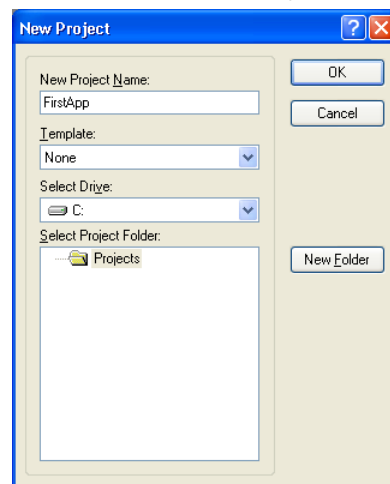 New Project
New Project Name:
OK
FirstApp
Cancel
Template:
None
Select Drive:
C:
Select Project Folder:
Projects
New Folder